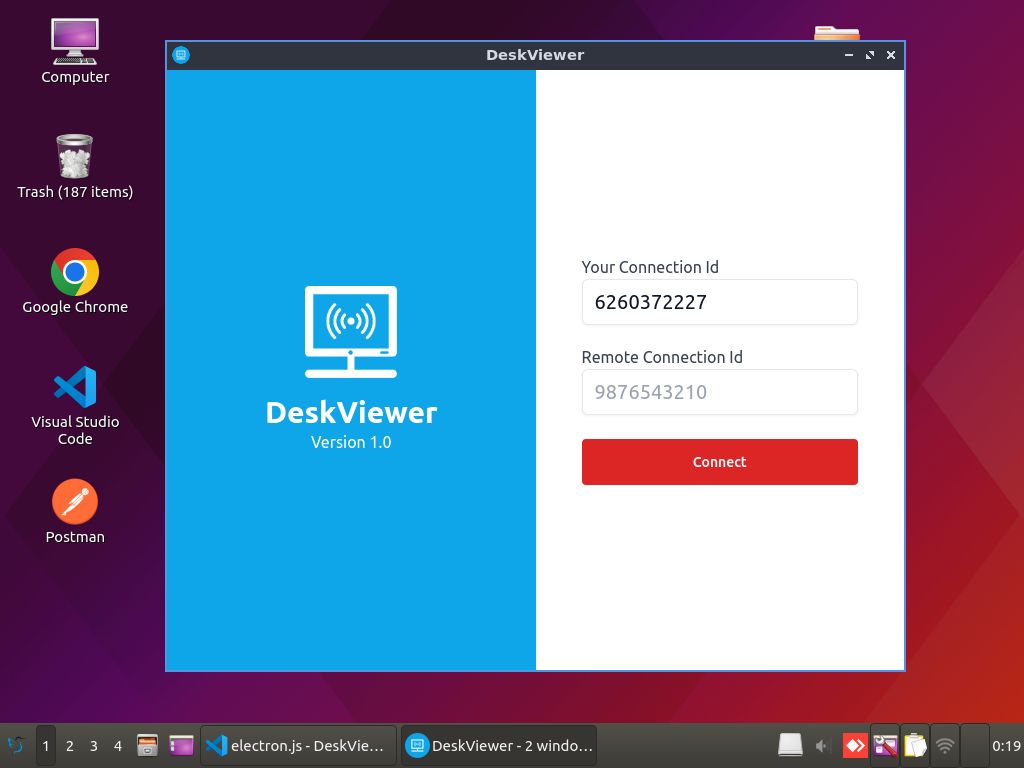 Computer
Trash (187 items)
Google Chrome
Visual Studio
Code
Postman
DeskViewer
DeskViewer
Version 1.0
Your Connection Id
6260372227
Remote Connection Id
9876543210
Connect
1 2 3 4
electron.js - DeskVie...
DeskViewer - 2 windo...
0:19